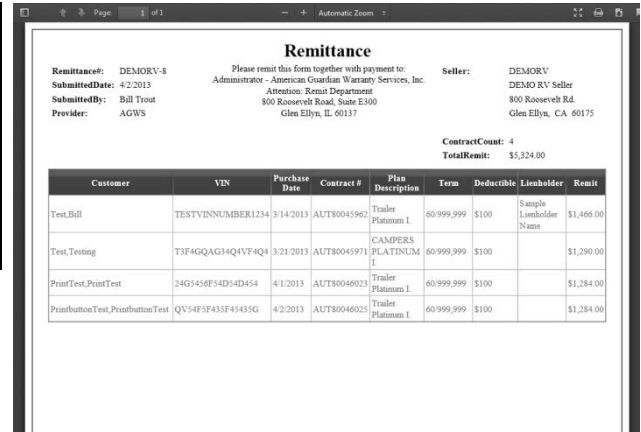 Page: 1 of 1 — + Automatic Zoom
Remittance
Remittance#: DEMORV-8
SubmittedDate: 4/2/2013
SubmittedBy: Bill Trout
Provider: AGWS
Please remit this form together with payment to:
Administrator - American Guardian Warranty Services, Inc.
Attention: Remit Department
800 Roosevelt Road, Suite E300
Glen Ellyn, IL 60137
Seller: DEMORV
DEMO RV Seller
800 Roosevelt Rd.
Glen Ellyn, CA 60175
ContractCount: 4
TotalRemit: $5,324.00
Customer VIN Purchase Date Contract # Plan Description Term Deductible Lienholder Remit
Test,Bill TESTVINNUMBER1234 3/14/2013 AUT80045962 Trailer Platinum I. 60/999,999 $100 Sample Lienholder Name $1,466.00
Test,Testing T3F4GQAG34Q4VF4Q4 3/21/2013 AUT80045971 CAMPERS PLATINUM I 60/999,999 $100 $1,290.00
PrintTest,PrintTest 24G5456F54D54D454 4/1/2013 AUT80046023 Trailer Platinum I. 60/999,999 $100 $1,284.00
PrintbuttonTest,PrintbuttonTest QV54F5F435F45435G 4/2/2013 AUT80046025 Trailer Platinum I. 60/999,999 $100 $1,284.00